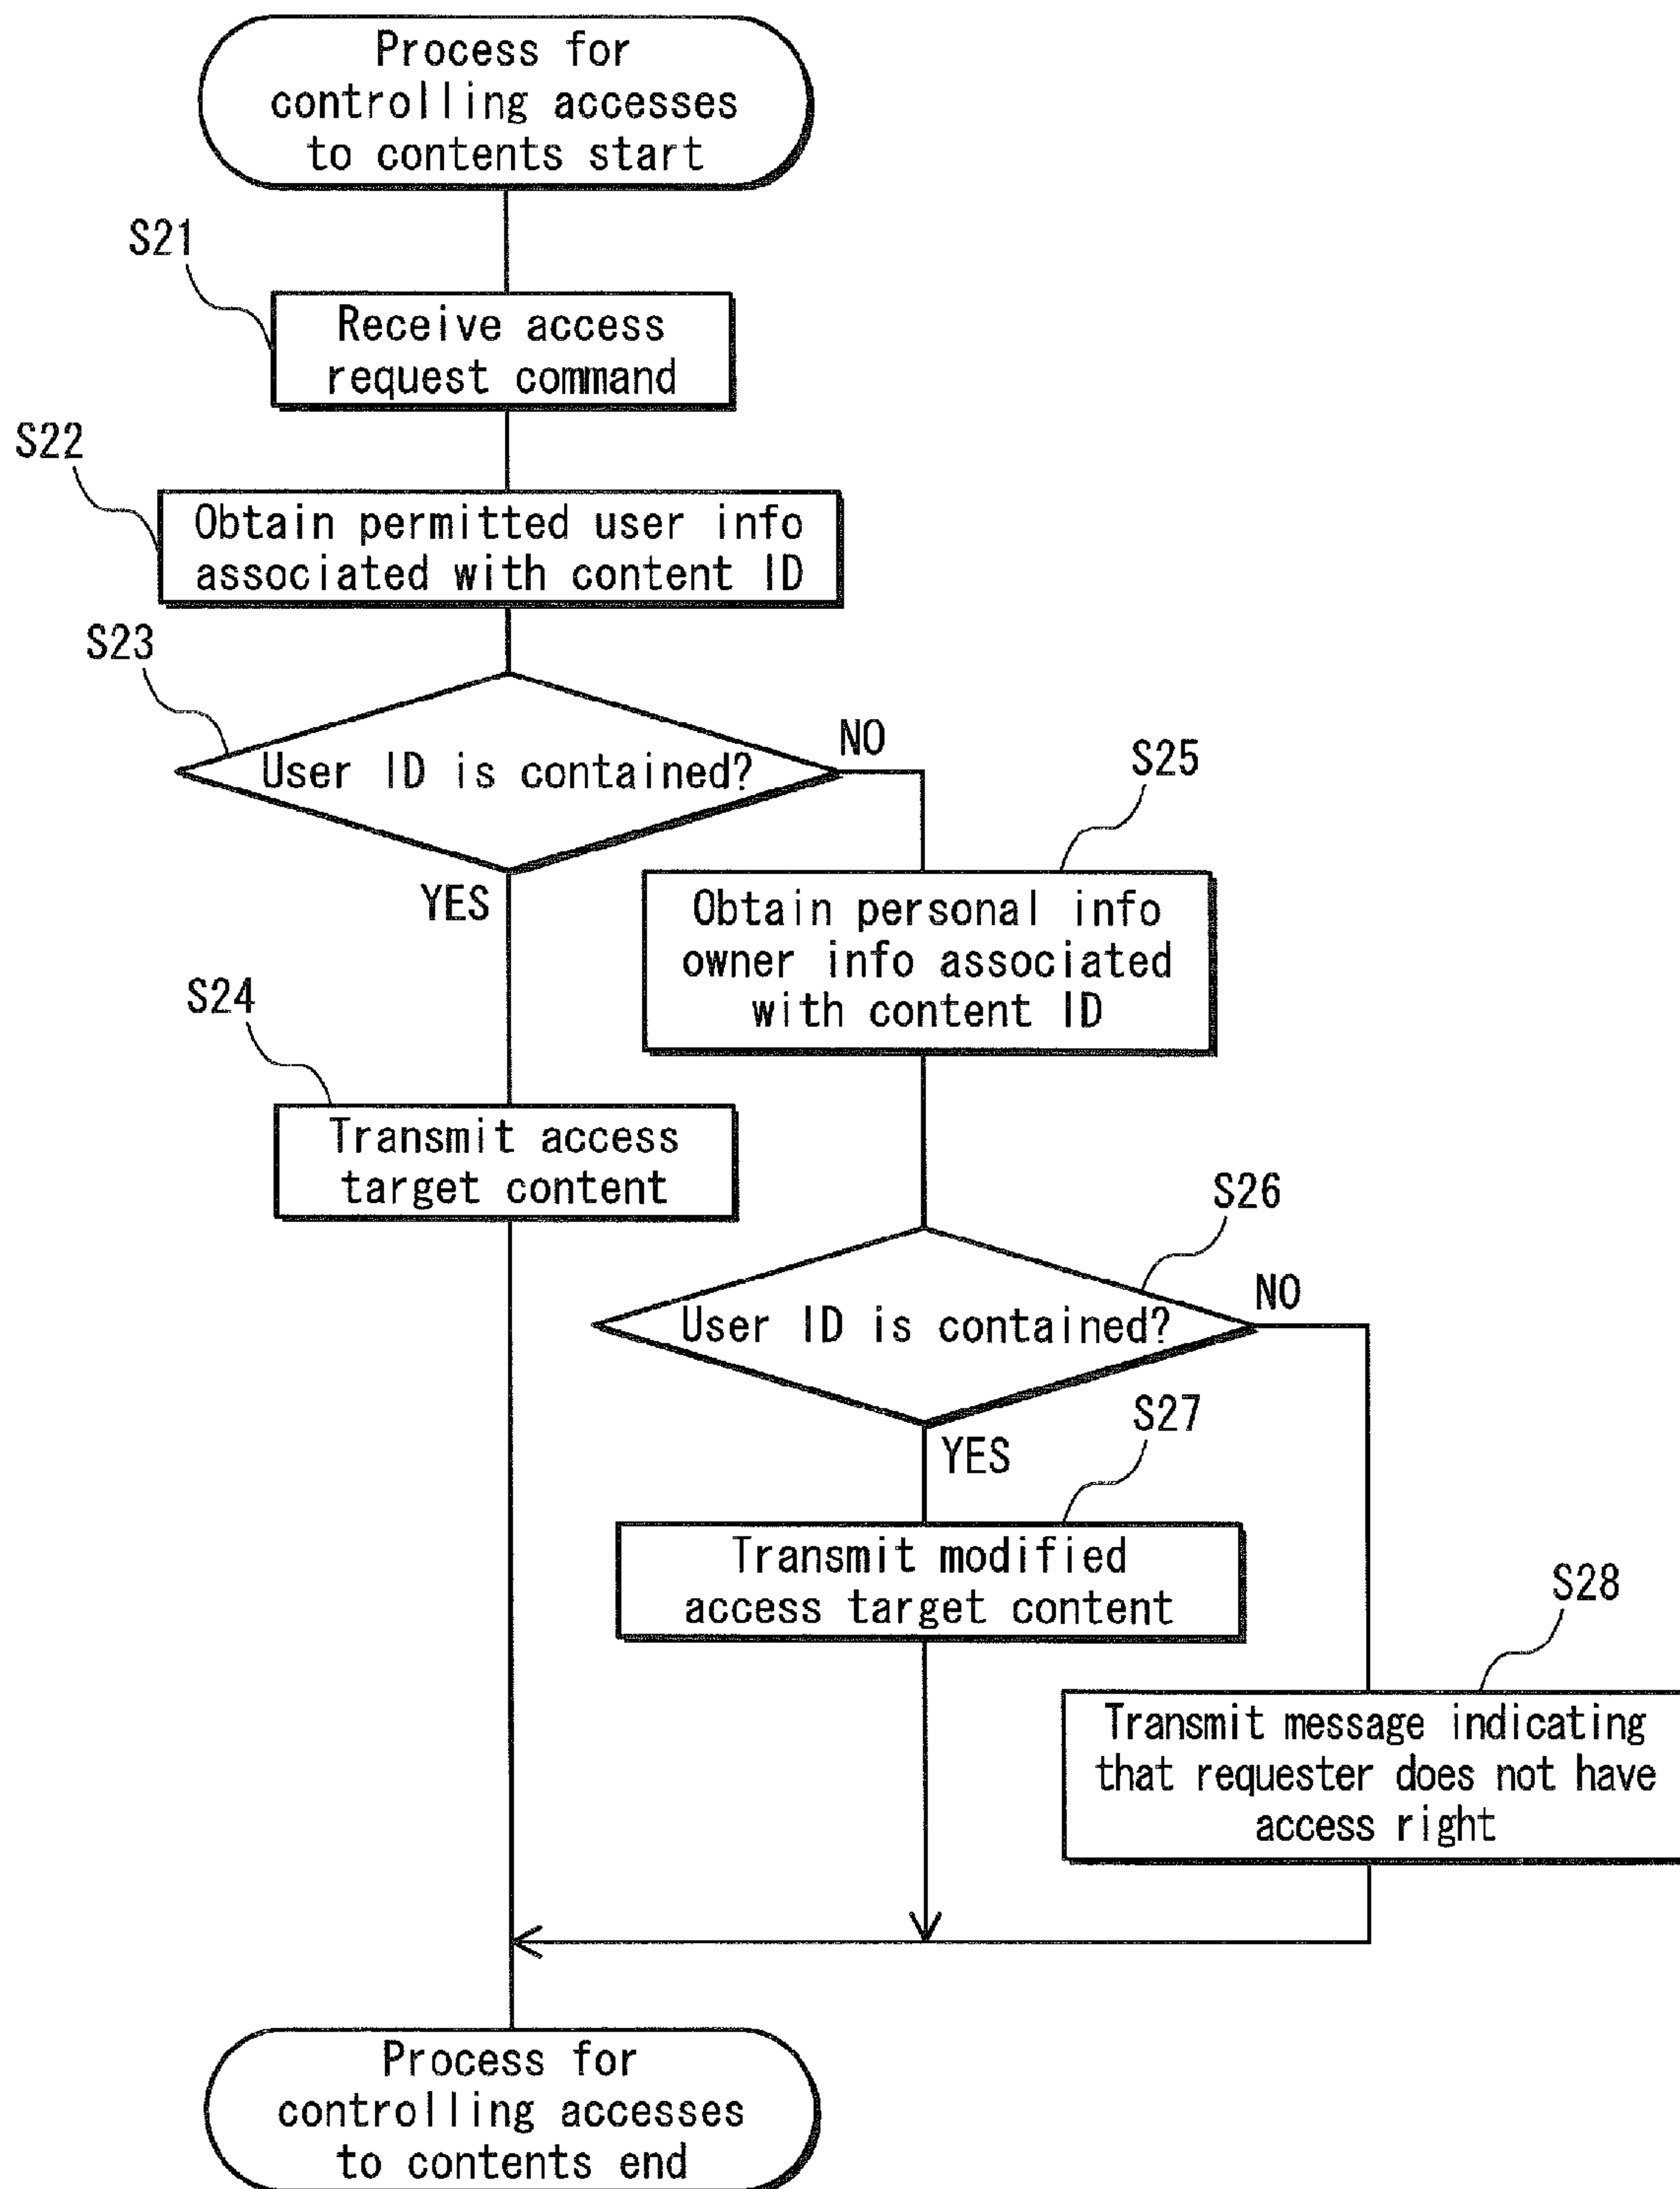 Process for
controlling accesses
to contents start
S21
Receive access
request command
S22
Obtain permitted user info
associated with content ID
S23
User ID is contained?
NO
YES
S25
Obtain personal info
owner info associated
with content ID
S24
Transmit access
target content
S26
User ID is contained?
NO
YES
S27
Transmit modified
access target content
S28
Transmit message indicating
that requester does not have
access right
Process for
controlling accesses
to contents end